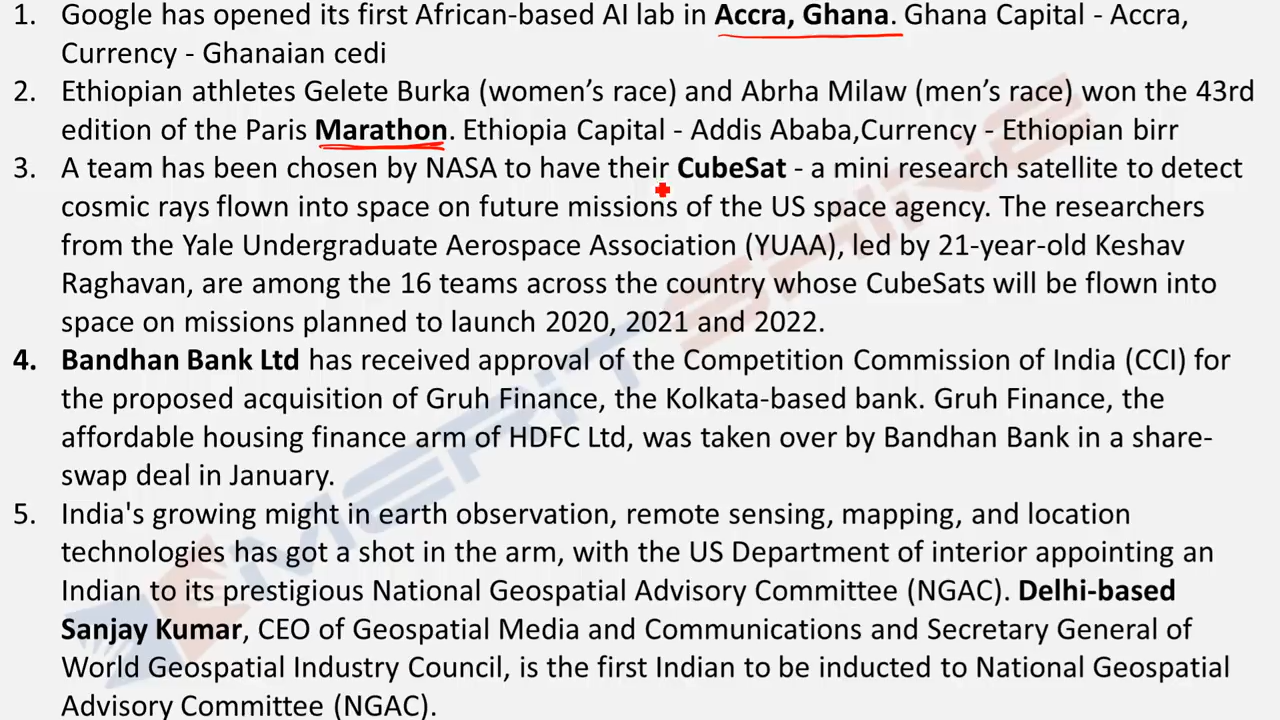 1. Google has opened its first African-based AI lab in Accra, Ghana. Ghana Capital - Accra,
Currency - Ghanaian cedi
2. Ethiopian athletes Gelete Burka (women’s race) and Abrha Milaw (men’s race) won the 43rd
edition of the Paris Marathon. Ethiopia Capital - Addis Ababa,Currency - Ethiopian birr
3. A team has been chosen by NASA to have their CubeSat - a mini research satellite to detect
cosmic rays flown into space on future missions of the US space agency. The researchers
from the Yale Undergraduate Aerospace Association (YUAA), led by 21-year-old Keshav
Raghavan, are among the 16 teams across the country whose CubeSats will be flown into
space on missions planned to launch 2020, 2021 and 2022.
4. Bandhan Bank Ltd has received approval of the Competition Commission of India (CCI) for
the proposed acquisition of Gruh Finance, the Kolkata-based bank. Gruh Finance, the
affordable housing finance arm of HDFC Ltd, was taken over by Bandhan Bank in a share-
swap deal in January.
5. India's growing might in earth observation, remote sensing, mapping, and location
technologies has got a shot in the arm, with the US Department of interior appointing an
Indian to its prestigious National Geospatial Advisory Committee (NGAC). Delhi-based
Sanjay Kumar, CEO of Geospatial Media and Communications and Secretary General of
World Geospatial Industry Council, is the first Indian to be inducted to National Geospatial
Advisory Committee (NGAC).
MERIT SHINE